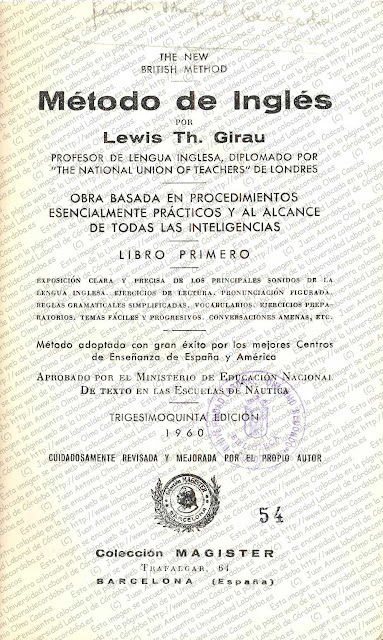 THE NEW
BRITISH METHOD
Método de Inglés
POR
Lewis Th. Girau
PROFESOR DE LENGUA INGLESA, DIPLOMADO POR
"THE NATIONAL UNION OF TEACHERS" DE LONDRES
OBRA BASADA EN PROCEDIMIENTOS
ESENCIALMENTE PRÁCTICOS Y AL ALCANCE
DE TODAS LAS INTELIGENCIAS
LIBRO PRIMERO
EXPOSICIÓN CLARA Y PRECISA DE LOS PRINCIPALES SONIDOS DE LA
LENGUA INGLESA. EJERCICIOS DE LECTURA. PRONUNCIACIÓN FIGURADA.
REGLAS GRAMATICALES SIMPLIFICADAS. VOCABULARIOS. EJERCICIOS PREPA-
RATORIOS. TEMAS FÁCILES Y PROGRESIVOS. CONVERSACIONES AMENAS, ETC.
Método adoptado con gran éxito por los mejores Centros
de Enseñanza de España y América
APROBADO POR EL MINISTERIO DE EDUCACIÓN NACIONAL
DE TEXTO EN LAS ESCUELAS DE NÁUTICA
TRIGESIMOQUINTA EDICIÓN
1960
CUIDADOSAMENTE REVISADA Y MEJORADA POR EL PROPIO AUTOR
Colección MAGISTER
BARCELONA
54
Colección MAGISTER
TRAFALGAR, 64
BARCELONA (España)